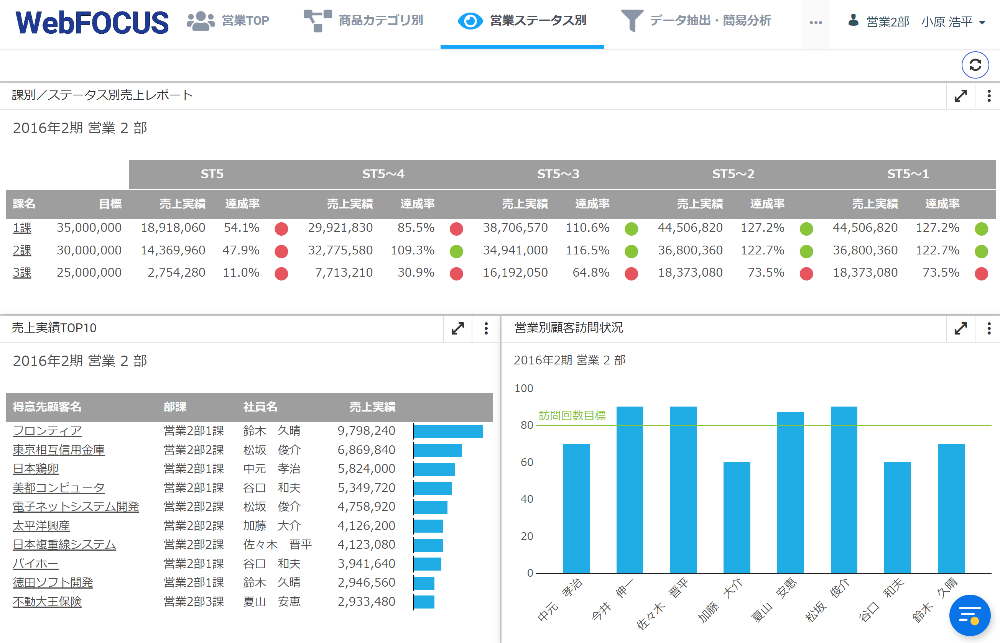 WebFOCUS 営業TOP 商品カテゴリ別 営業ステータス別 データ抽出・簡易分析 ••• 営業2部 小原 浩平
課別／ステータス別売上レポート
2016年2期 営業 2 部
ST5 ST5～4 ST5～3 ST5～2 ST5～1
課名 目標 売上実績 達成率 売上実績 達成率 売上実績 達成率 売上実績 達成率 売上実績 達成率
1課 35,000,000 18,918,060 54.1% 29,921,830 85.5% 38,706,570 110.6% 44,506,820 127.2% 44,506,820 127.2%
2課 30,000,000 14,369,960 47.9% 32,775,580 109.3% 34,941,000 116.5% 36,800,360 122.7% 36,800,360 122.7%
3課 25,000,000 2,754,280 11.0% 7,713,210 30.9% 16,192,050 64.8% 18,373,080 73.5% 18,373,080 73.5%
売上実績TOP10
2016年2期 営業 2 部
得意先顧客名 部課 社員名 売上実績
フロンティア 営業2部1課 鈴木　久晴 9,798,240
東京相互信用金庫 営業2部2課 松坂　俊介 6,869,840
日本鶏卵 営業2部1課 中元　孝治 5,824,000
美都コンピュータ 営業2部1課 谷口　和夫 5,349,720
電子ネットシステム開発 営業2部2課 松坂　俊介 4,758,920
太平洋興産 営業2部2課 加藤　大介 4,126,200
日本複重線システム 営業2部2課 佐々木　晋平 4,123,080
パイホー 営業2部1課 谷口　和夫 3,941,640
徳田ソフト開発 営業2部1課 鈴木　久晴 2,946,560
不動大王保険 営業2部3課 夏山　安恵 2,933,480
営業別顧客訪問状況
2016年2期 営業 2 部
100
訪問回数目標
80
60
40
20
0
中元　孝治
今井　伸一
佐々木　晋平
加藤　大介
夏山　安恵
松坂　俊介
谷口　和夫
鈴木　久晴